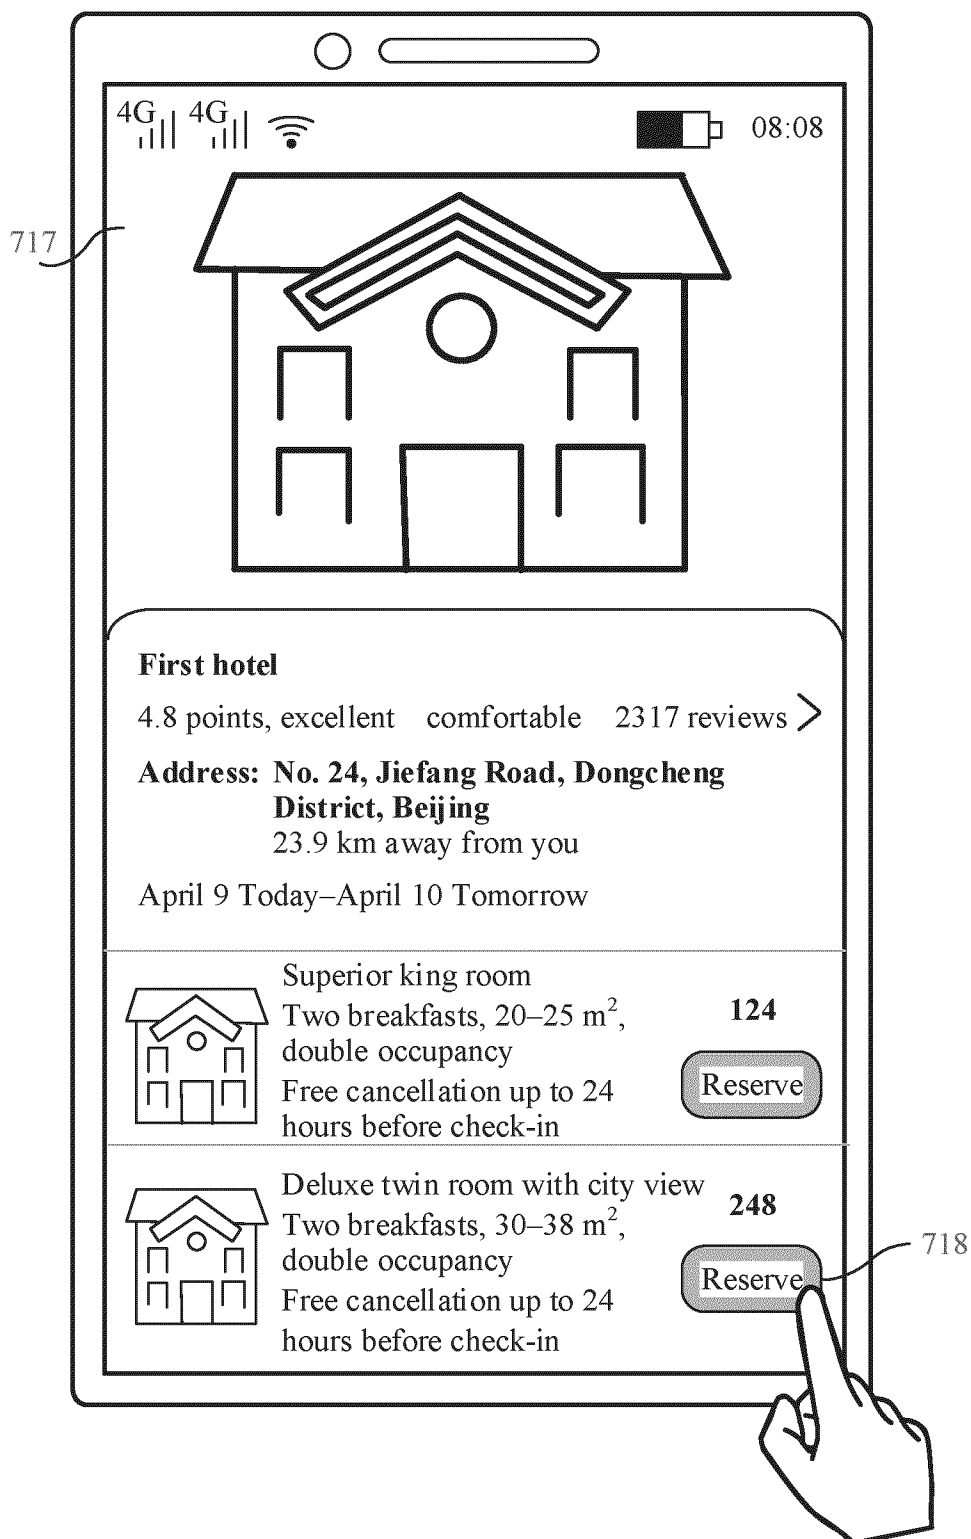 4G 4G 08:08
717
First hotel
4.8 points, excellent comfortable 2317 reviews
Address: No. 24, Jiefang Road, Dongcheng
District, Beijing
23.9 km away from you
April 9 Today–April 10 Tomorrow
Superior king room
Two breakfasts, 20–25 m²,
double occupancy
Free cancellation up to 24
hours before check-in
124
Reserve
Deluxe twin room with city view
Two breakfasts, 30–38 m²,
double occupancy
Free cancellation up to 24
hours before check-in
248
Reserve
718